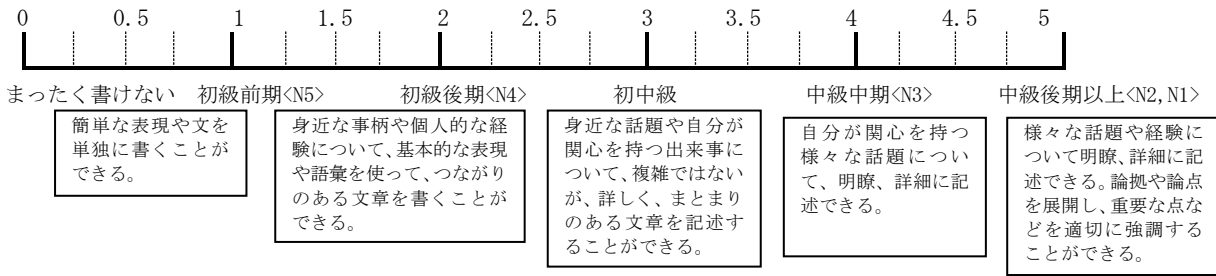 0 0.5 1 1.5 2 2.5 3 3.5 4 4.5 5
まったく書けない 初級前期<N5> 初級後期<N4> 初中級 中級中期<N3> 中級後期以上<N2,N1>
簡単な表現や文を
単独に書くことが
できる。
身近な事柄や個人的な経
験について、基本的な表現
や語彙を使って、つながり
のある文章を書くことが
できる。
身近な話題や自分が
関心を持つ出来事に
ついて、複雑ではない
が、詳しく、まとまり
のある文章を記述す
ることができる。
自分が関心を持つ
様々な話題につい
て、明瞭、詳細に記
述できる。
様々な話題や経験に
ついて明瞭、詳細に記
述できる。論拠や論点
を展開し、重要な点な
どを適切に強調する
ことができる。